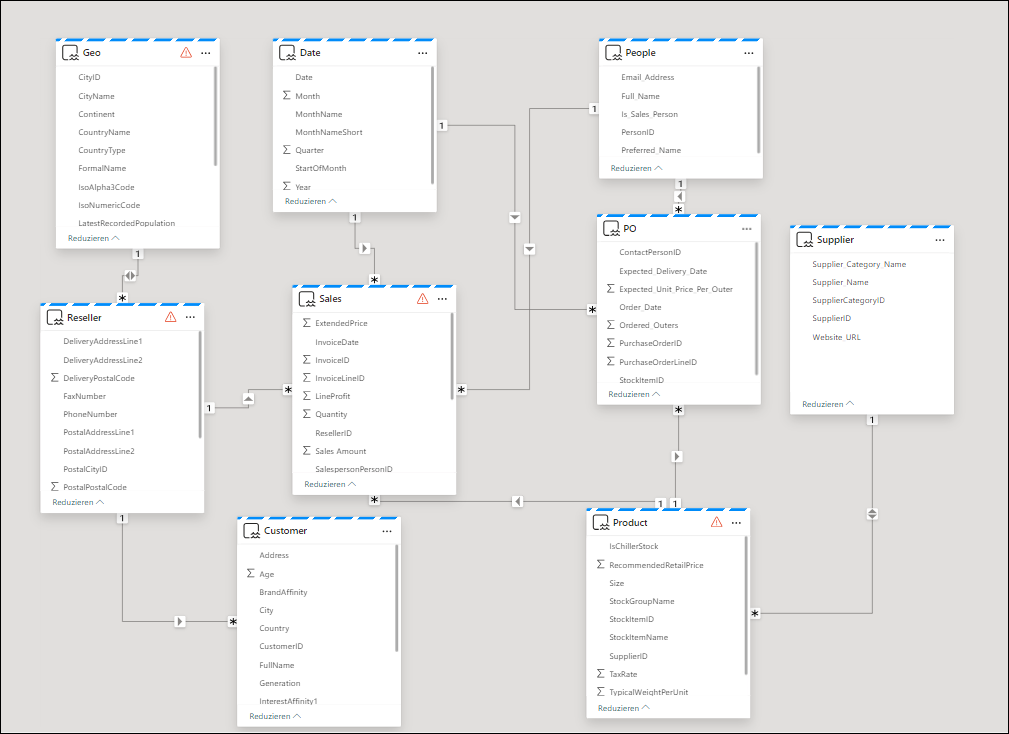 Geo
CityID
CityName
Continent
CountryName
CountryType
FormalName
IsoAlpha3Code
IsoNumericCode
LatestRecordedPopulation
Reduzieren
1
*
Date
Date
Σ Month
MonthName
MonthNameShort
Σ Quarter
StartOfMonth
Σ Year
Reduzieren
1
1
*
People
Email_Address
Full_Name
Is_Sales_Person
PersonID
Preferred_Name
Reduzieren
1
1
*
PO
ContactPersonID
Expected_Delivery_Date
Σ Expected_Unit_Price_Per_Outer
Order_Date
Σ Ordered_Outers
Σ PurchaseOrderID
Σ PurchaseOrderLineID
StockItemID
Reduzieren
*
*
Supplier
Supplier_Category_Name
Supplier_Name
SupplierCategoryID
SupplierID
Website_URL
Reduzieren
1
Reseller
DeliveryAddressLine1
DeliveryAddressLine2
Σ DeliveryPostalCode
FaxNumber
PhoneNumber
PostalAddressLine1
PostalAddressLine2
PostalCityID
Σ PostalPostalCode
Reduzieren
1
1
Sales
Σ ExtendedPrice
InvoiceDate
Σ InvoiceID
Σ InvoiceLineID
Σ LineProfit
Σ Quantity
ResellerID
Σ Sales Amount
SalespersonPersonID
Reduzieren
*
*
*
Customer
Address
Σ Age
BrandAffinity
City
Country
CustomerID
FullName
Generation
InterestAffinity1
Reduzieren
*
1
1
Product
IsChillerStock
Σ RecommendedRetailPrice
Size
StockGroupName
StockItemID
StockItemName
SupplierID
Σ TaxRate
Σ TypicalWeightPerUnit
Reduzieren
*